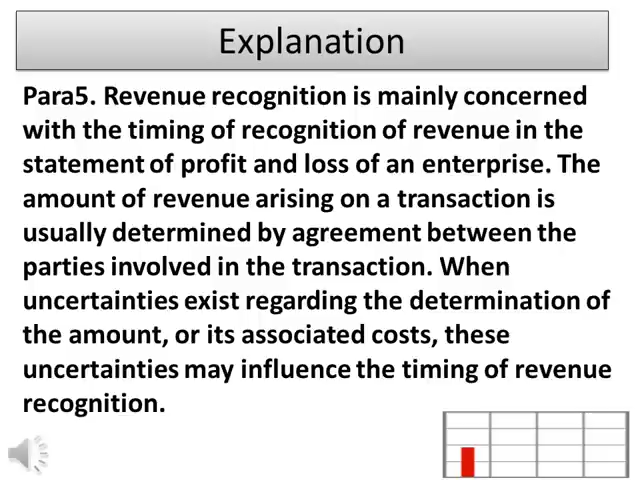 Explanation
Para5. Revenue recognition is mainly concerned
with the timing of recognition of revenue in the
statement of profit and loss of an enterprise. The
amount of revenue arising on a transaction is
usually determined by agreement between the
parties involved in the transaction. When
uncertainties exist regarding the determination of
the amount, or its associated costs, these
uncertainties may influence the timing of revenue
recognition.